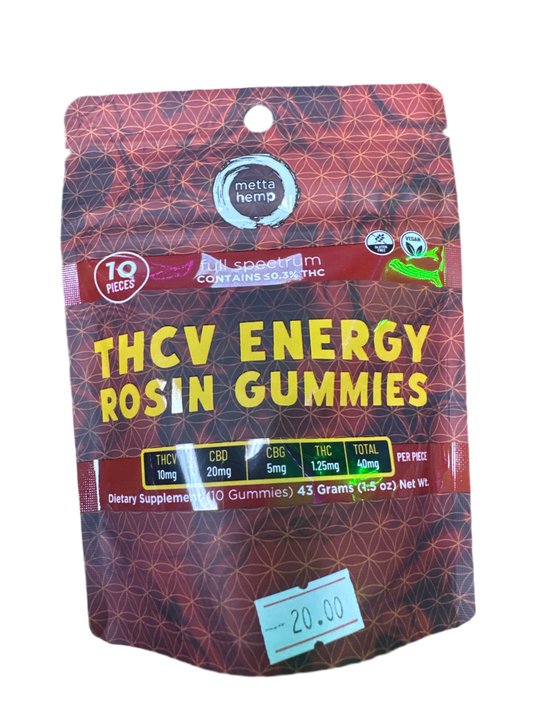 metta
hemp
10
PIECES
full spectrum
CONTAINS ≤0.3% THC
GLUTEN
FREE
VEGAN
THCV ENERGY
ROSIN GUMMIES
THCV CBD CBG THC TOTAL
10mg 20mg 5mg 1.25mg 40mg PER PIECE
Dietary Supplement (10 Gummies) 43 Grams (1.5 oz) Net Wt.
20.00